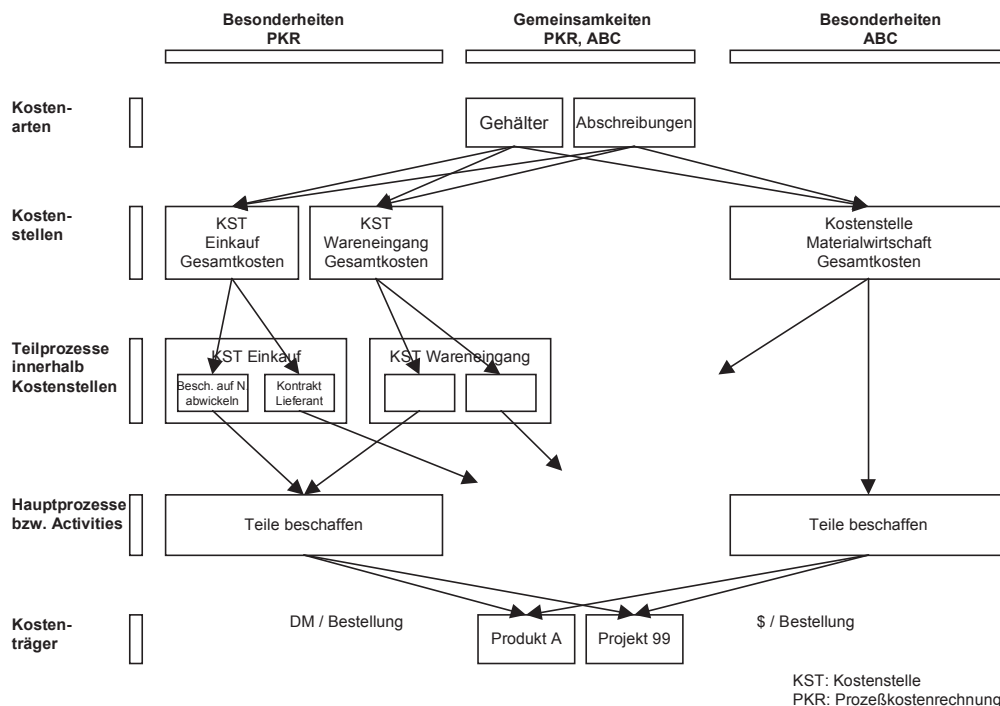 Besonderheiten
PKR
Gemeinsamkeiten
PKR, ABC
Besonderheiten
ABC
Kosten-
arten
Gehälter
Abschreibungen
Kosten-
stellen
KST
Einkauf
Gesamtkosten
KST
Wareneingang
Gesamtkosten
Kostenstelle
Materialwirtschaft
Gesamtkosten
Teilprozesse
innerhalb
Kostenstellen
KST Einkauf
Besch. auf N.
abwickeln
Kontrakt
Lieferant
KST Wareneingang
Hauptprozesse
bzw. Activities
Teile beschaffen
Teile beschaffen
Kosten-
träger
DM / Bestellung
Produkt A
Projekt 99
$ / Bestellung
KST: Kostenstelle
PKR: Prozeßkostenrechnung